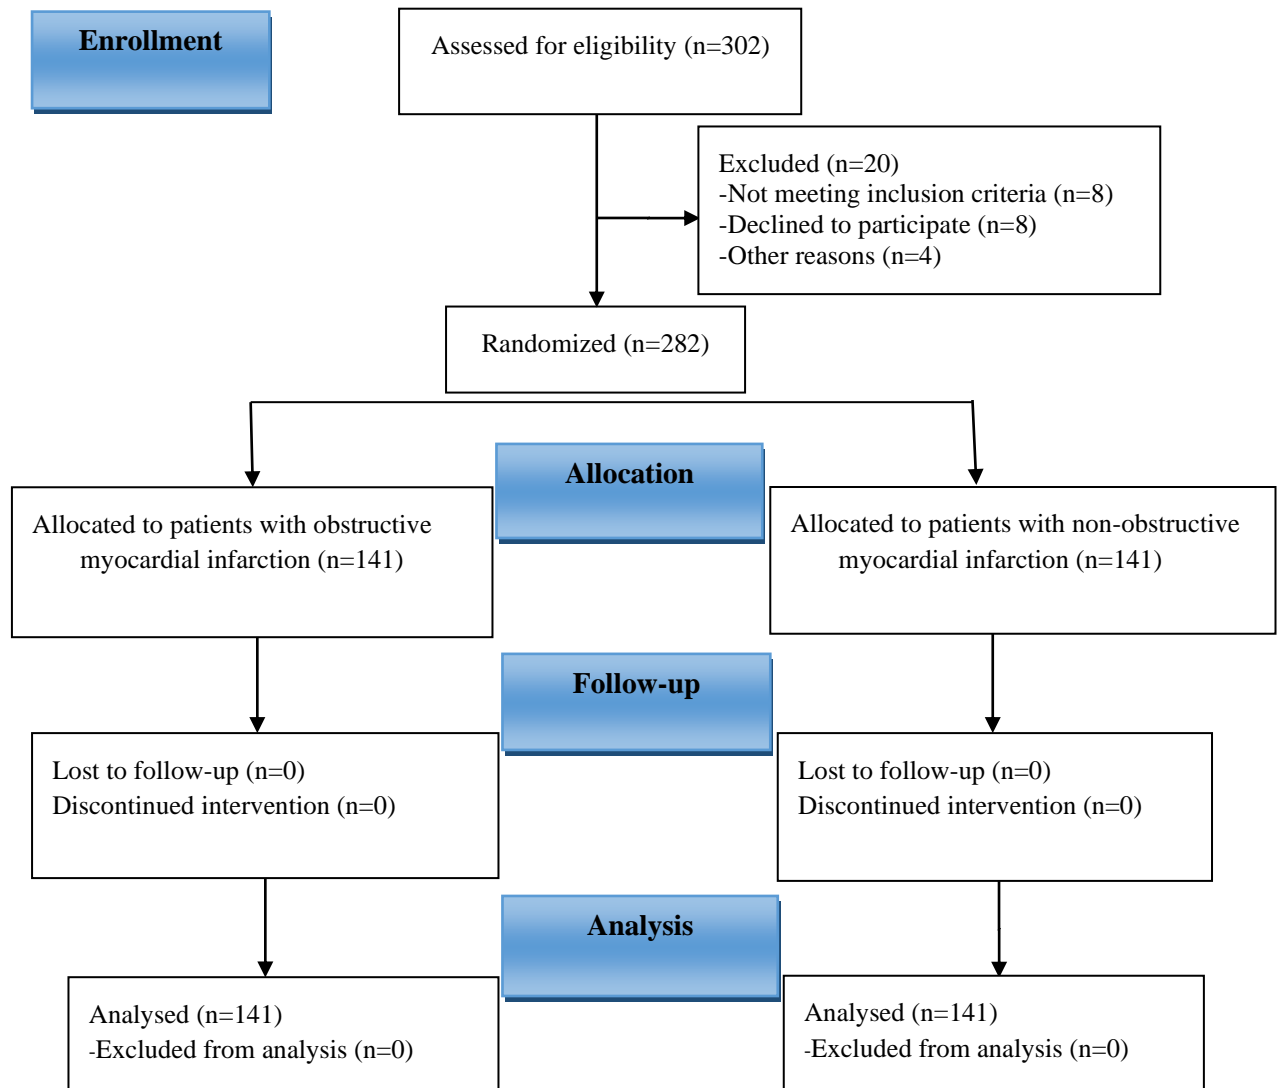 Enrollment
Assessed for eligibility (n=302)
Excluded (n=20)
-Not meeting inclusion criteria (n=8)
-Declined to participate (n=8)
-Other reasons (n=4)
Randomized (n=282)
Allocation
Allocated to patients with obstructive
myocardial infarction (n=141)
Allocated to patients with non-obstructive
myocardial infarction (n=141)
Follow-up
Lost to follow-up (n=0)
Discontinued intervention (n=0)
Lost to follow-up (n=0)
Discontinued intervention (n=0)
Analysis
Analysed (n=141)
-Excluded from analysis (n=0)
Analysed (n=141)
-Excluded from analysis (n=0)